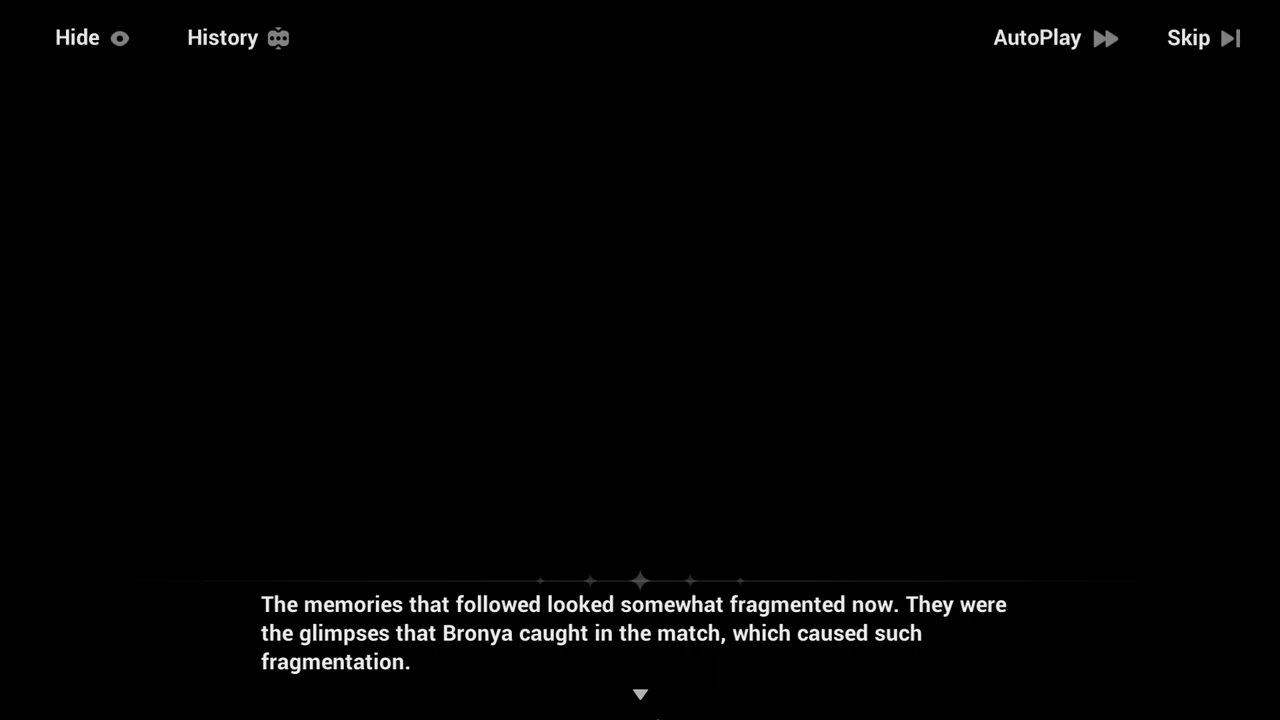 Hide
History
AutoPlay
Skip
The memories that followed looked somewhat fragmented now. They were
the glimpses that Bronya caught in the match, which caused such
fragmentation.